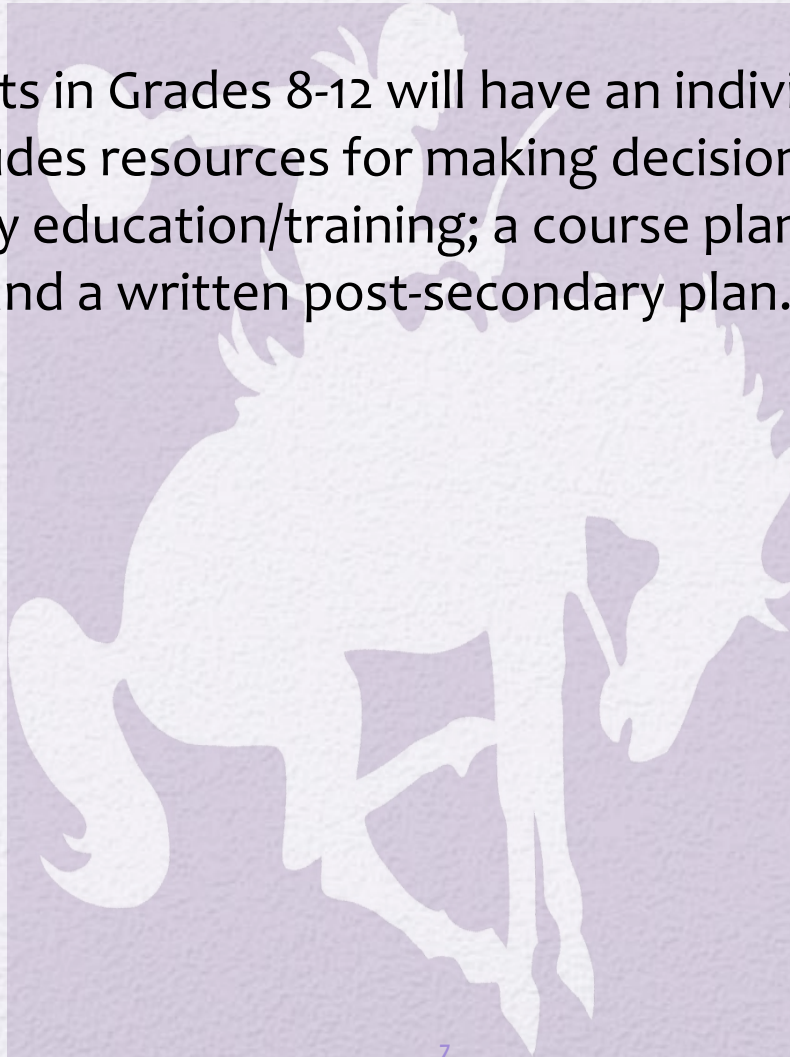 ts in Grades 8-12 will have an indivi
udes resources for making decision
y education/training; a course plan
nd a written post-secondary plan.
7